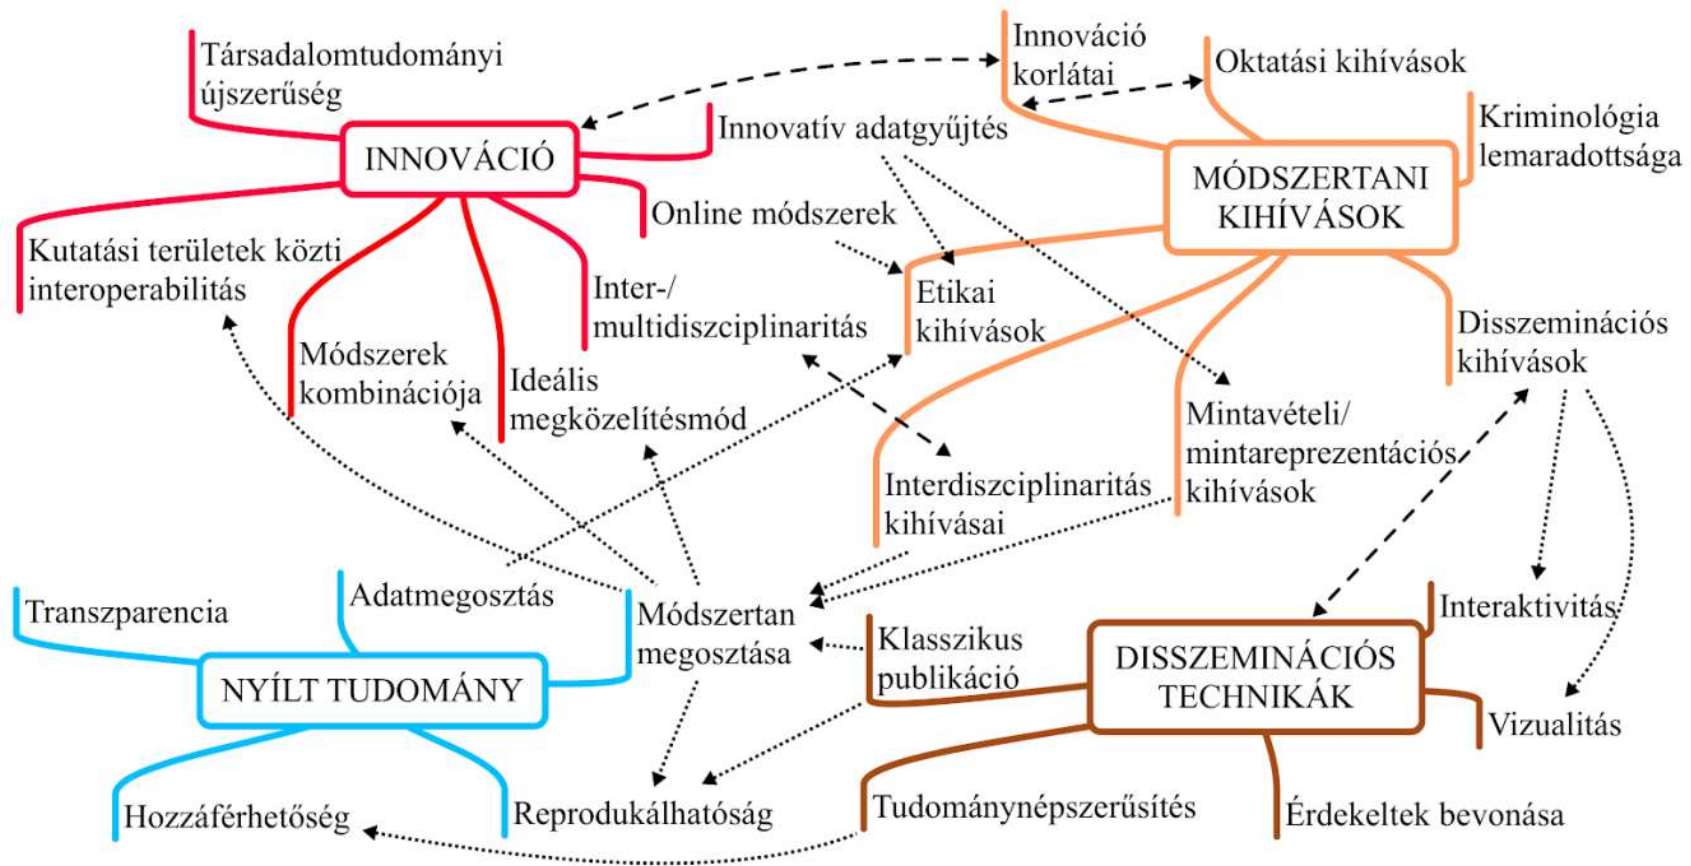 Társadalomtudományi
újszerűség
INNOVÁCIÓ
Innovatív adatgyűjtés
Online módszerek
Kutatási területek közti
interoperabilitás
Módszerek
kombinációja
Ideális
megközelítésmód
Inter-/
multidiszciplinaritás
Innováció
korlátai
Oktatási kihívások
Kriminológia
lemaradottsága
MÓDSZERTANI
KIHÍVÁSOK
Etikai
kihívások
Disszeminációs
kihívások
Mintavételi/
mintareprezentációs
kihívások
Interdiszciplinaritás
kihívásai
Transzparencia
Adatmegosztás
Módszertan
megosztása
NYÍLT TUDOMÁNY
Hozzáférhetőség
Reprodukálhatóság
Klasszikus
publikáció
DISSZEMINÁCIÓS
TECHNIKÁK
Interaktivitás
Vizualitás
Tudománynépszerűsítés
Érdekeltek bevonása